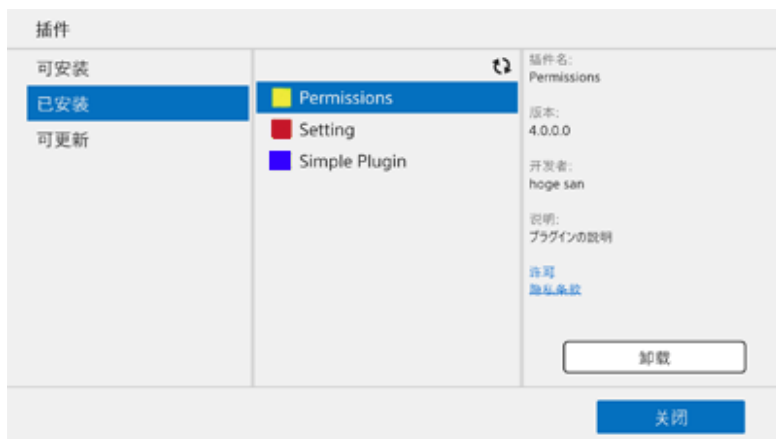 插件
可安装
已安装
可更新
Permissions
Setting
Simple Plugin
插件名:
Permissions
版本:
4.0.0.0
开发者:
hoge san
说明:
プラグインの説明
许可
隐私条款
卸载
关闭